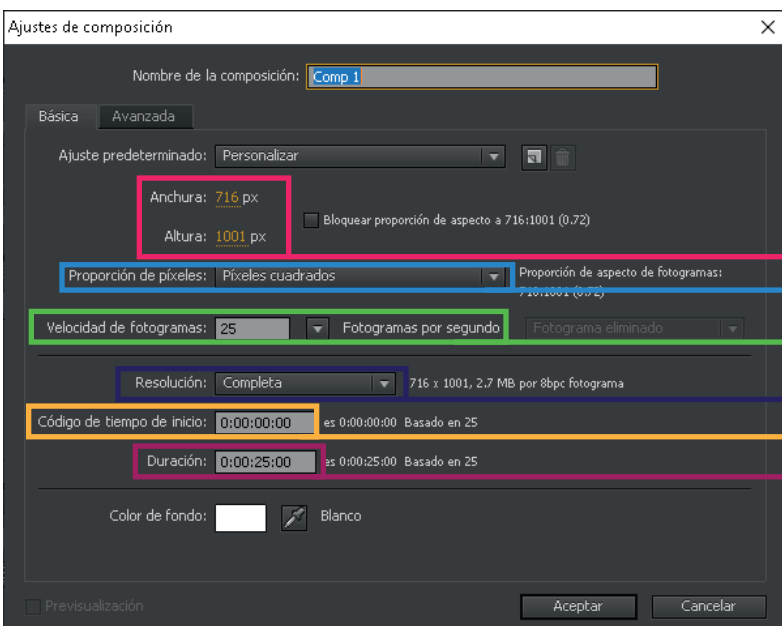 Ajustes de composición
Nombre de la composición: Comp 1
Básica Avanzada
Ajuste predeterminado: Personalizar
Anchura: 716 px
Bloquear proporción de aspecto a 716:1001 (0,72)
Altura: 1001 px
Proporción de píxeles: Píxeles cuadrados
Proporción de aspecto de fotogramas:
716:1001 (0,72)
Velocidad de fotogramas: 25 Fotogramas por segundo Fotograma eliminado
Resolución: Completa 716 x 1001, 2.7 MB por 8bpc fotograma
Código de tiempo de inicio: 0:00:00:00 es 0:00:00:00 Basado en 25
Duración: 0:00:25:00 es 0:00:25:00 Basado en 25
Color de fondo: Blanco
Previsualización Aceptar Cancelar